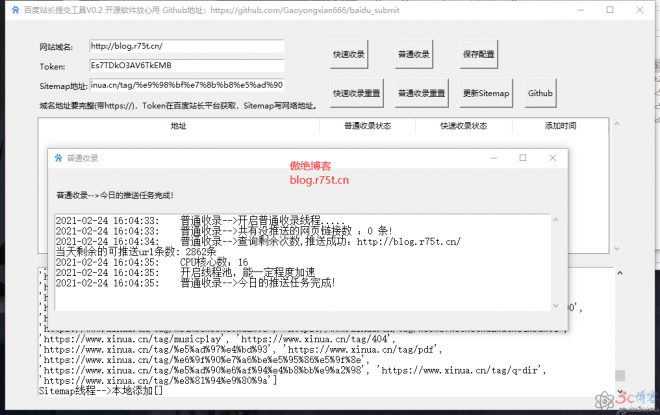 百度站长提交工具V0.2 开源软件放心用 Github地址：https://github.com/Gaoyongxian666/baidu_submit
网站域名: http://blog.r75t.cn/ 快速收录 普通收录 保存配置
Token: Es7TDkO3AV6TkEMB
Sitemap地址: inua.cn/tag/%e9%98%bf%e7%8b%b8%e5%ad%90 快速收录重置 普通收录重置 更新Sitemap Github
域名地址要完整(带https://)、Token在百度站长平台获取，Sitemap写网络地址。
地址 普通收录状态 快速收录状态 添加时间
普通收录
傲绝博客
blog.r75t.cn
普通收录-->今日的推送任务完成!
2021-02-24 16:04:33: 普通收录-->开启普通收录线程.....
2021-02-24 16:04:33: 普通收录-->共有没推送的网页链接数 : 0 条!
2021-02-24 16:04:34: 普通收录-->查询剩余次数,推送成功: http://blog.r75t.cn/
当天剩余的可推送url条数: 2862条
2021-02-24 16:04:35: CPU核心数: 16
2021-02-24 16:04:35: 开启线程池，能一定程度加速
2021-02-24 16:04:35: 普通收录-->今日的推送任务完成!
'https://www.xinua.cn/tag/musicplay', 'https://www.xinua.cn/tag/404',
'https://www.xinua.cn/tag/%e5%ad%97%e4%bd%93', 'https://www.xinua.cn/tag/pdf',
'https://www.xinua.cn/tag/%e6%9f%90%e7%a6%be%e5%95%86%e5%9f%8e',
'https://www.xinua.cn/tag/%e5%ad%90%e6%af%94%e4%b8%bb%e9%a2%98', 'https://www.xinua.cn/tag/q-dir',
'https://www.xinua.cn/tag/%e8%81%94%e9%80%9a']
Sitemap线程-->本地添加[]
3c博客